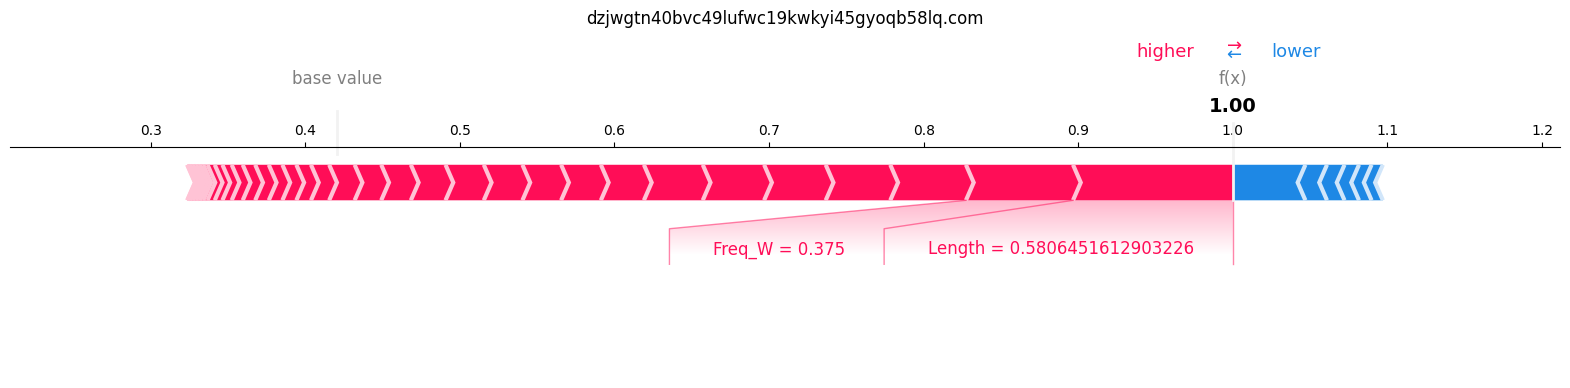 dzjwgtn40bvc49lufwc19kwkyi45gyoqb58lq.com
higher ⇄ lower
base value f(x)
1.00
0.3 0.4 0.5 0.6 0.7 0.8 0.9 1.0 1.1 1.2
Freq_W = 0.375 Length = 0.5806451612903226